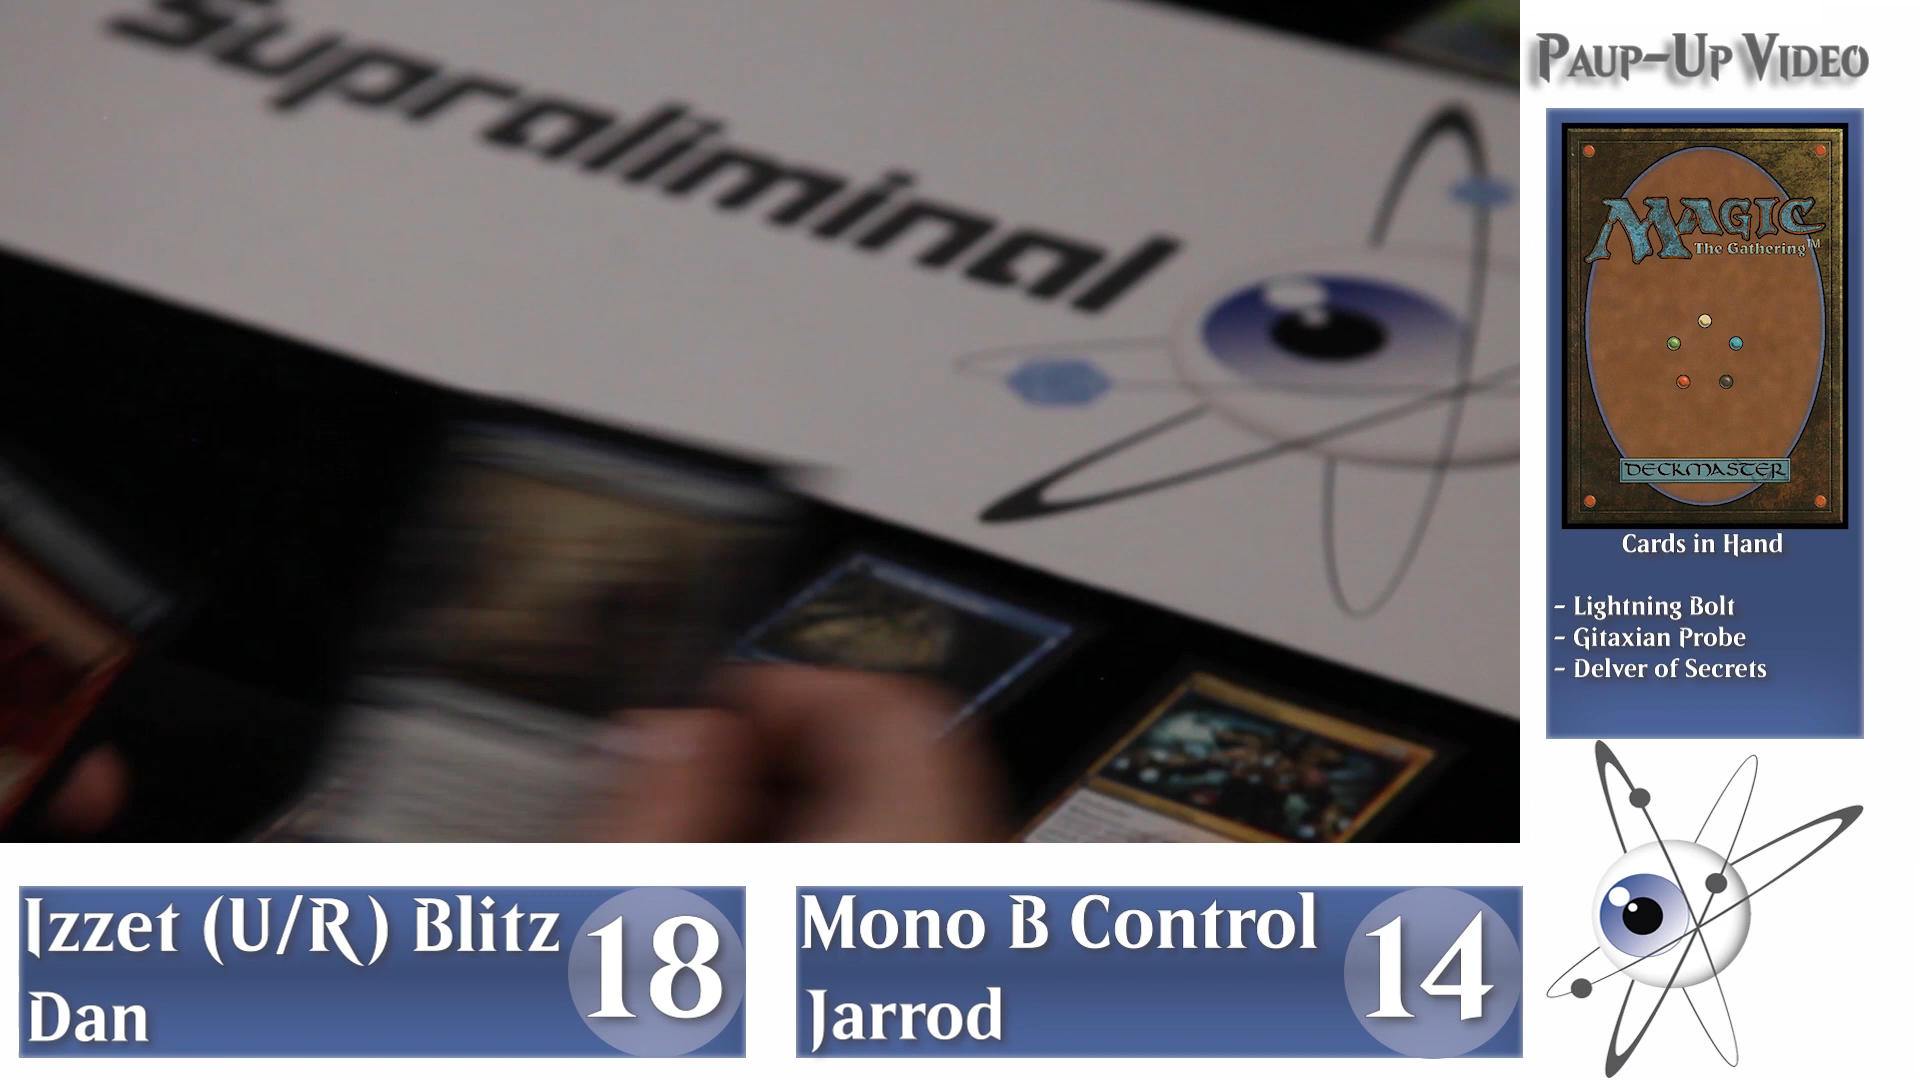 Supraliminal
Paup-Up Video
Magic
The Gathering™
DECKMASTER
Cards in Hand
- Lightning Bolt
- Gitaxian Probe
- Delver of Secrets
Izzet (U/R) Blitz
18
Dan
Mono B Control
14
Jarrod